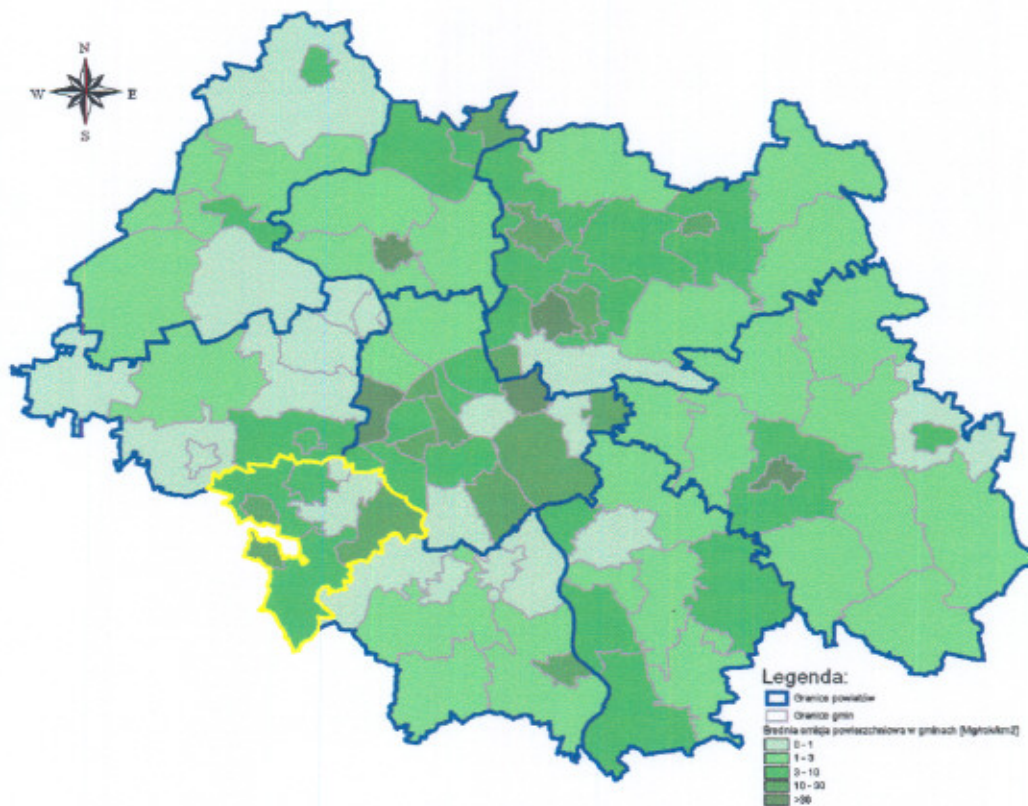 N
W E
S
Legenda:
Granice powiatów
Granice gmin
Średnia emisja powierzchniowa w gminach [Mg/rok/km2]
0 - 1
1 - 3
3 - 10
10 - 30
>30